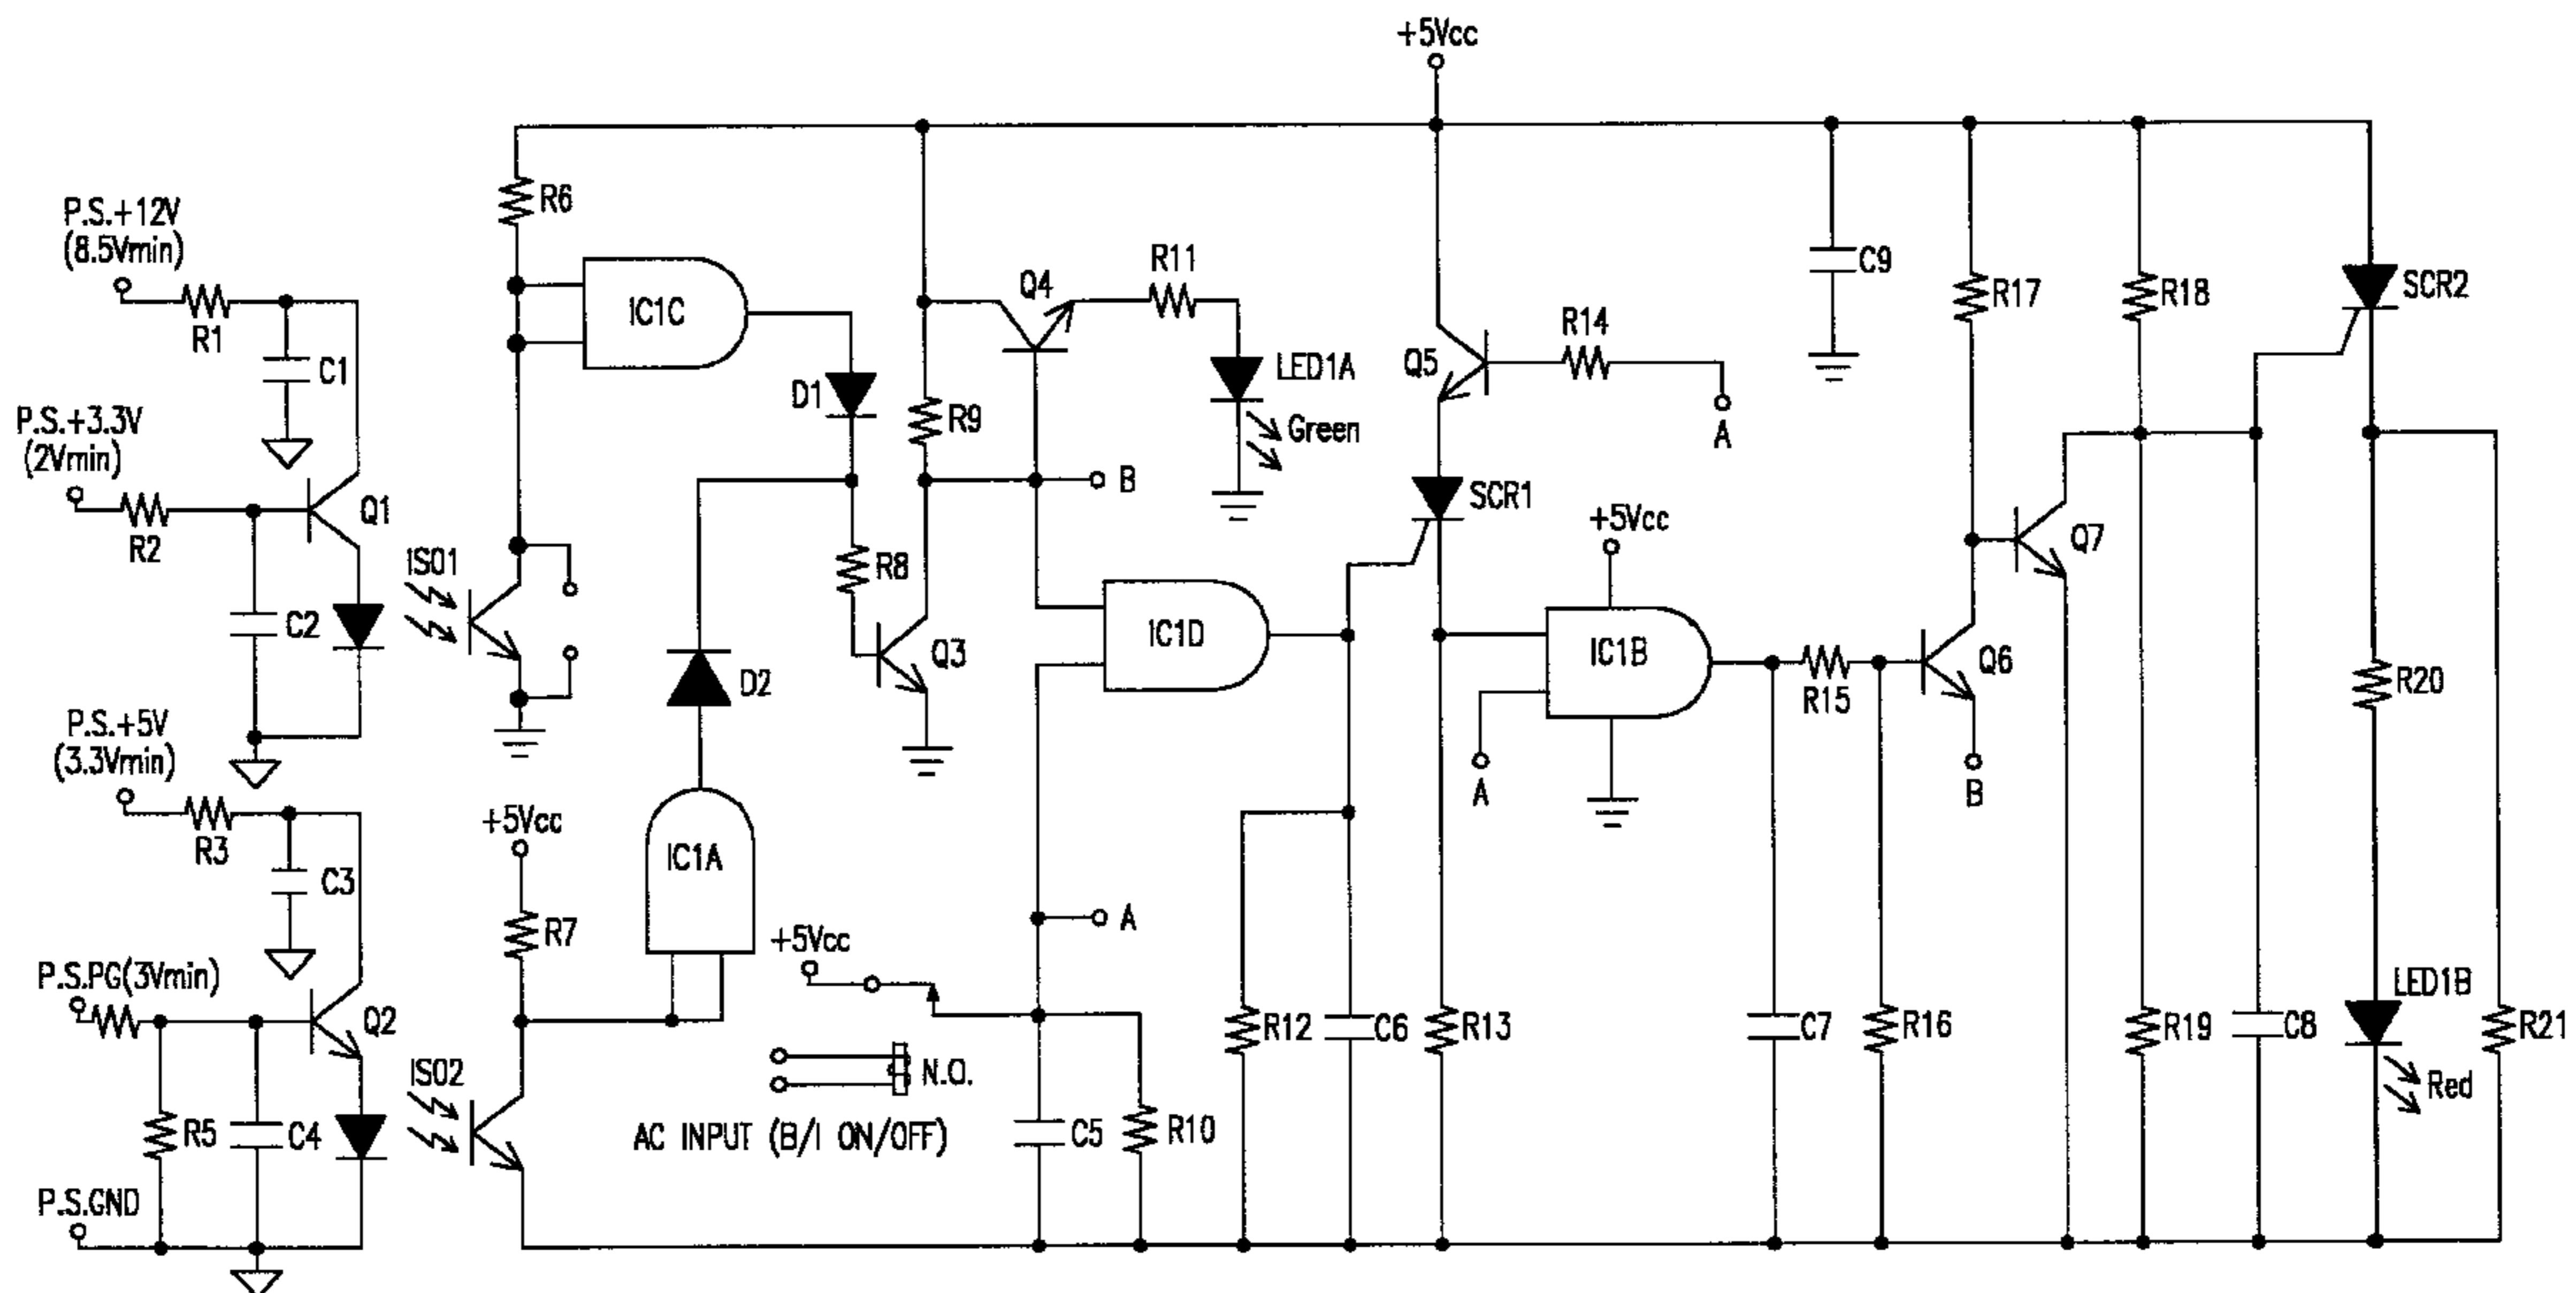 +5Vcc
P.S.+12V
(8.5Vmin)
R1
C1
P.S.+3.3V
(2Vmin)
R2
Q1
C2
ISO1
R6
IC1C
D1
R8
D2
IC1A
Q3
R9
Q4
R11
LED1A
Green
B
IC1D
Q5
R14
A
SCR1
C9
R17
R18
SCR2
+5Vcc
IC1B
A
R15
Q6
B
Q7
R20
P.S.+5V
(3.3Vmin)
R3
C3
P.S.PG(3Vmin)
Q2
R5
C4
P.S.GND
ISO2
+5Vcc
R7
+5Vcc
N.O.
AC INPUT (B/I ON/OFF)
A
C5
R10
R12
C6
R13
C7
R16
R19
C8
LED1B
Red
R21